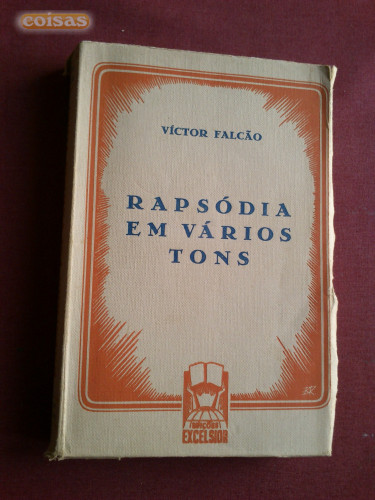 coisas
VÍCTOR FALCÃO
RAPSÓDIA
EM VÁRIOS
TONS
EDIÇÕES
EXCELSIOR